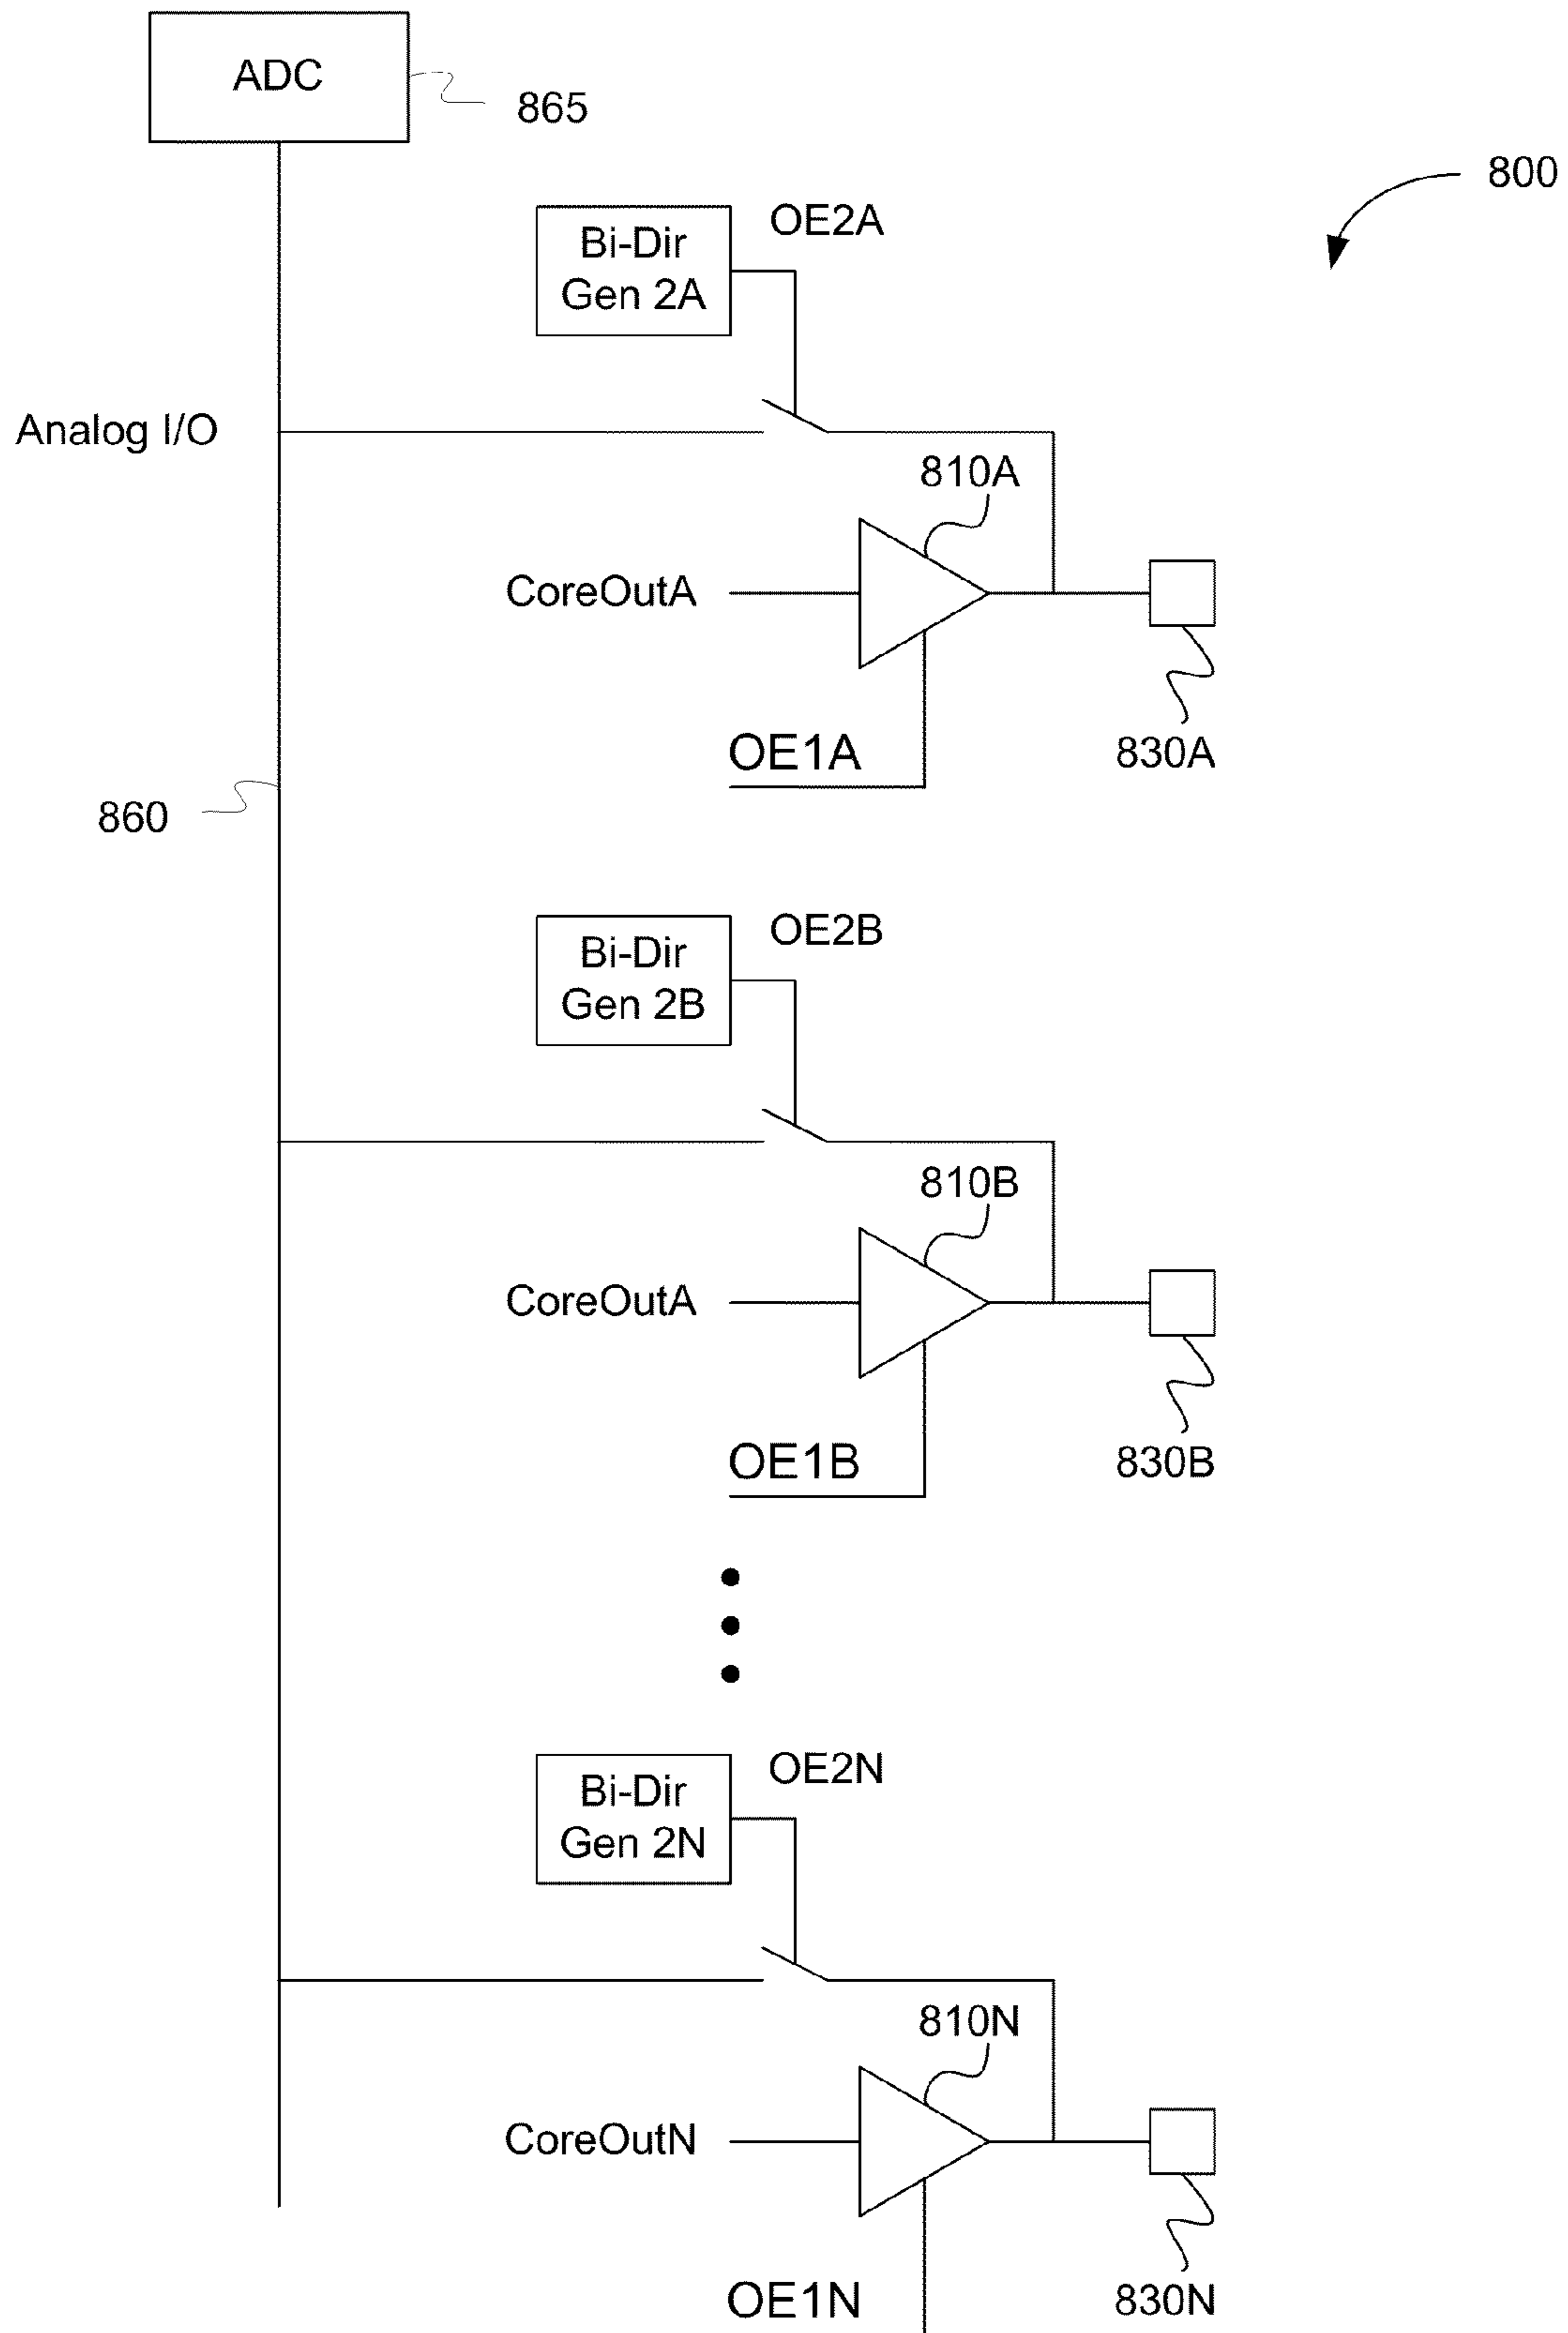 ADC
865
800
Bi-Dir
Gen 2A
OE2A
Analog I/O
810A
CoreOutA
OE1A
830A
860
Bi-Dir
Gen 2B
OE2B
810B
CoreOutA
OE1B
830B
Bi-Dir
Gen 2N
OE2N
810N
CoreOutN
OE1N
830N